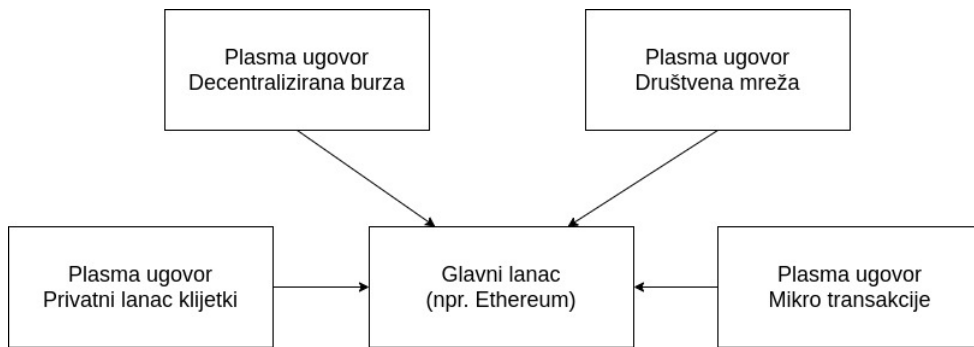 Plasma ugovor
Decentralizirana burza
Plasma ugovor
Društvena mreža
Plasma ugovor
Privatni lanac klijetki
Glavni lanac
(npr. Ethereum)
Plasma ugovor
Mikro transakcije